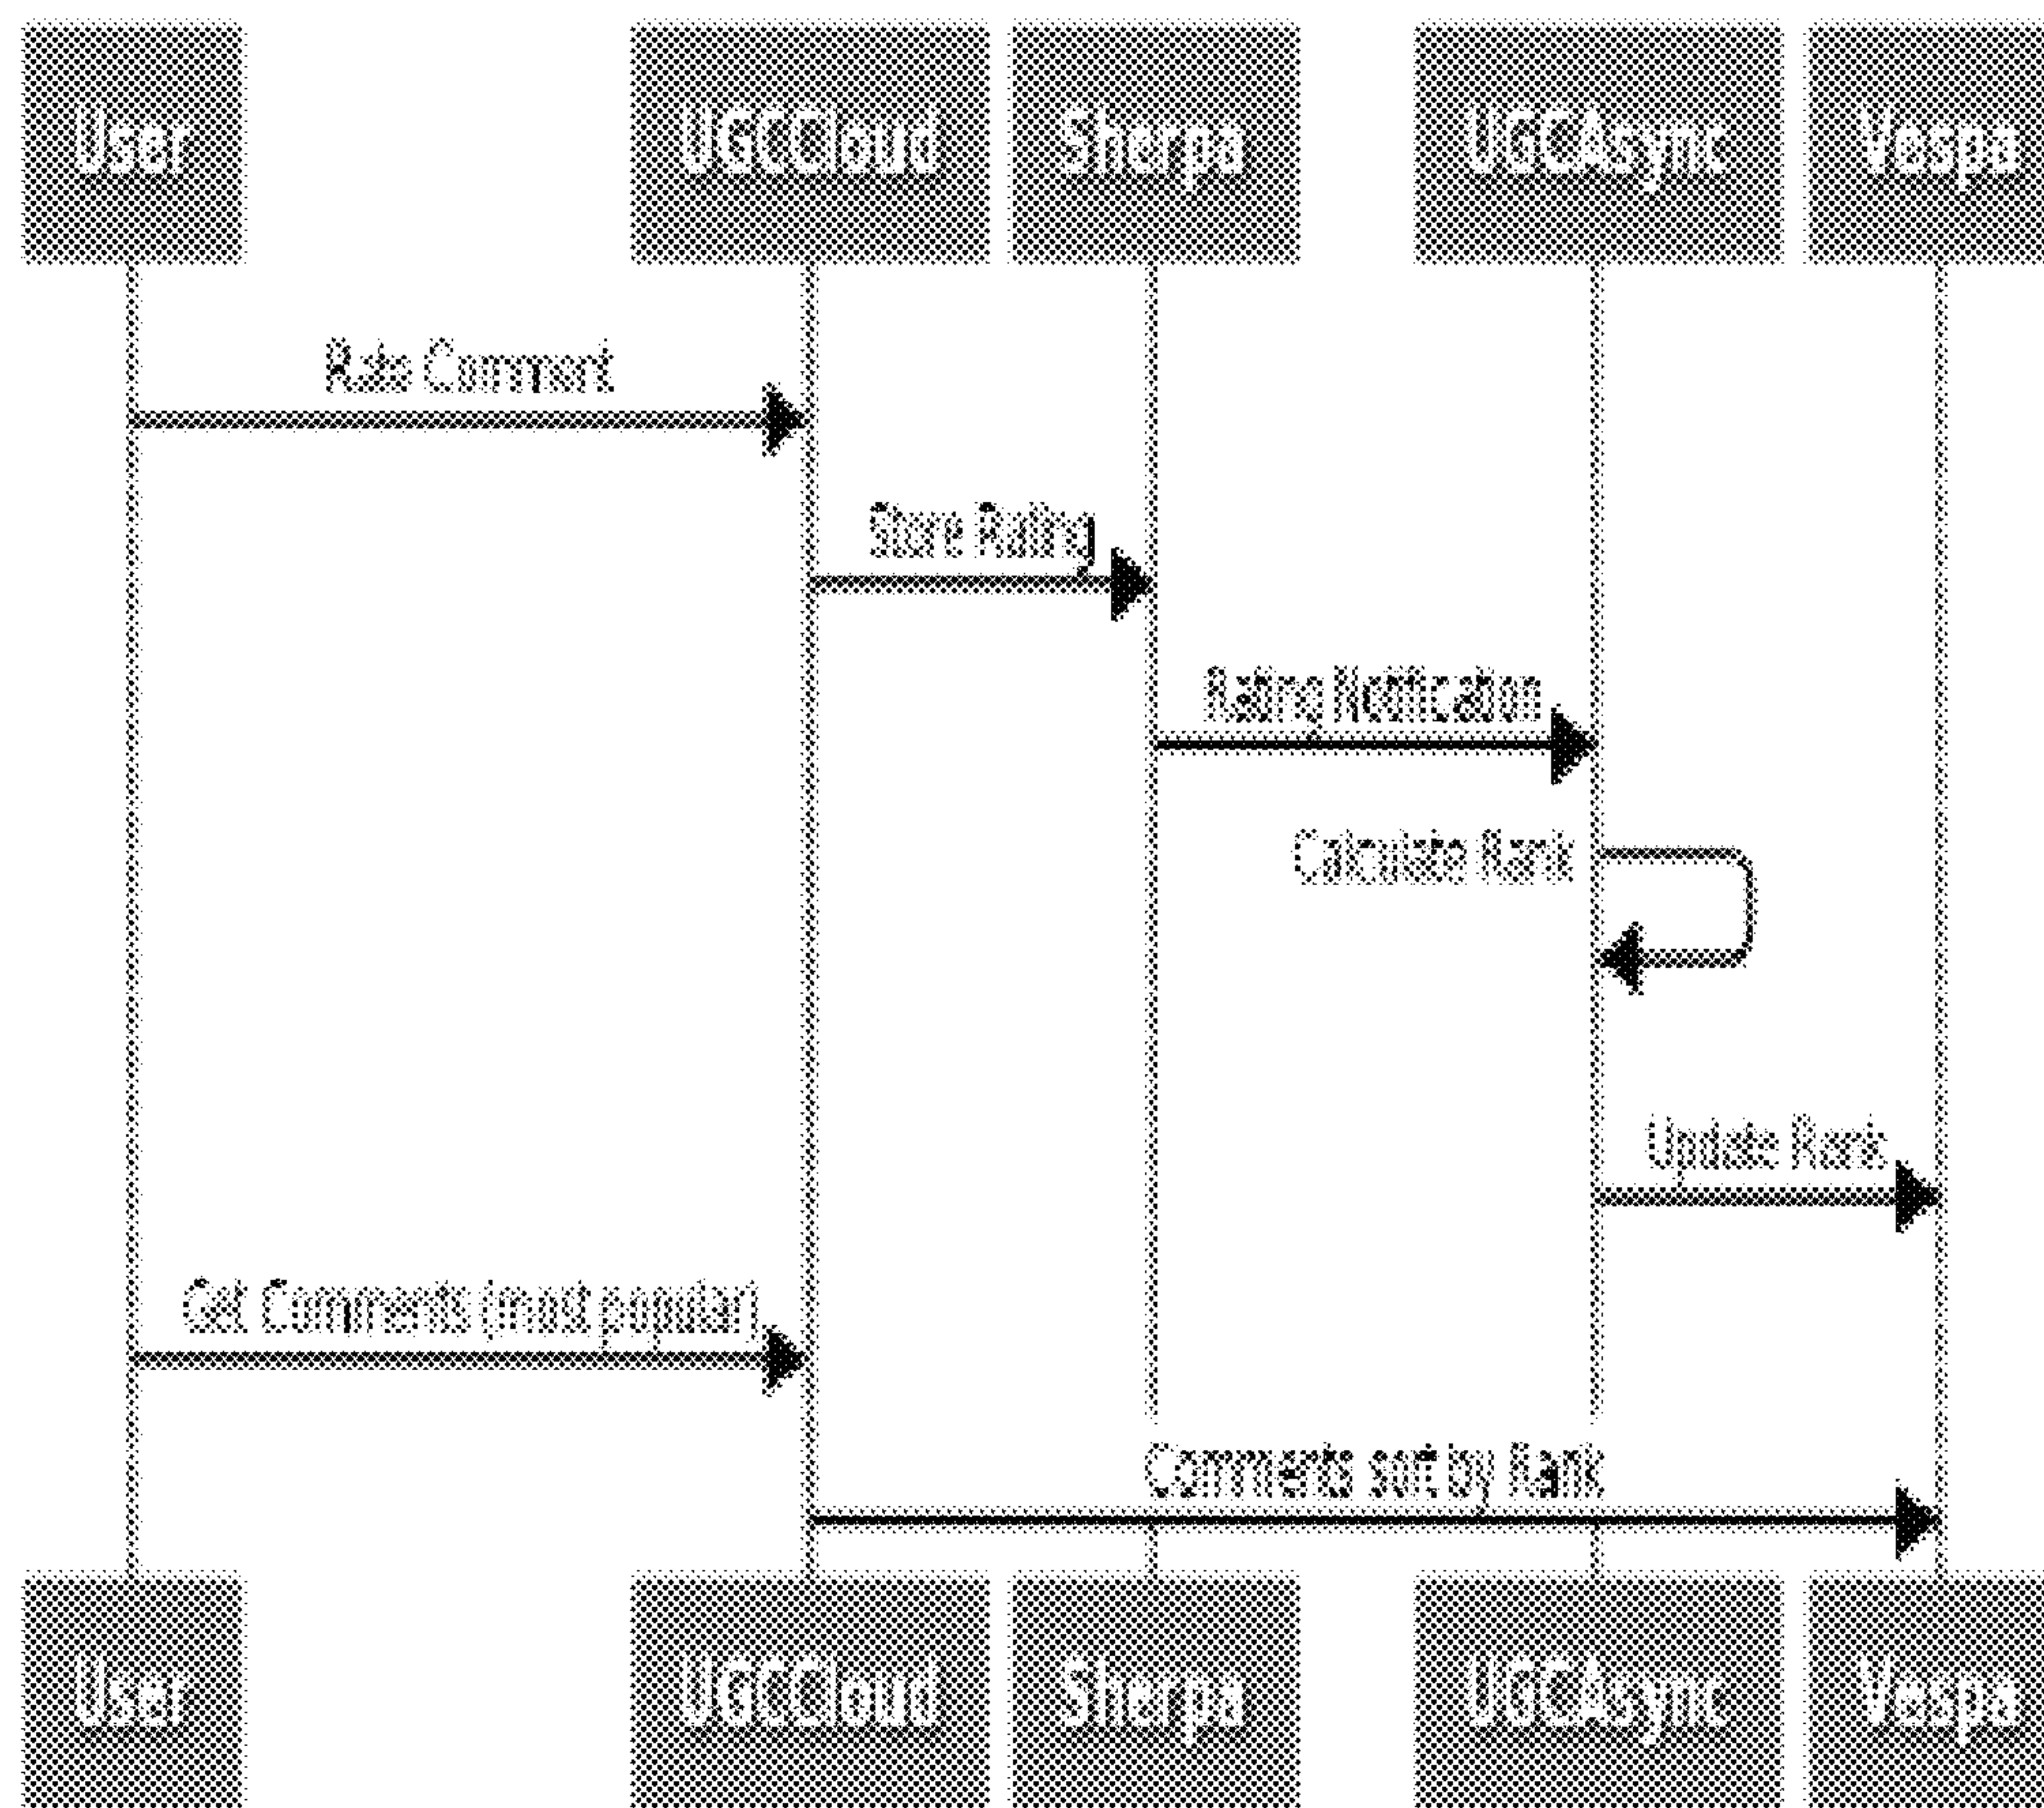 User
UGCCloud
Sherpa
UGCAsync
Vespa
Rate Comment
Store Rating
Rating Notification
Calculate Rank
Update Rank
Get Comments (most popular)
Comments sort by Rank
User
UGCCloud
Sherpa
UGCAsync
Vespa